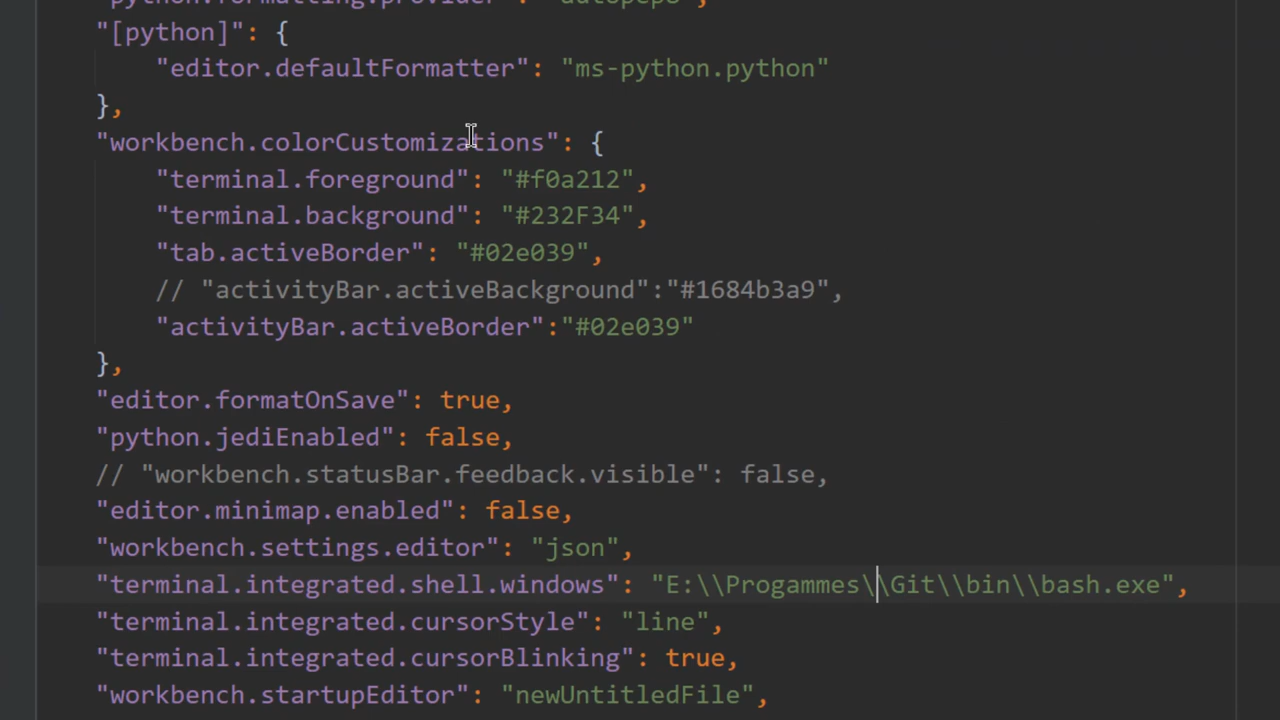 "[python]": {
"editor.defaultFormatter": "ms-python.python"
},
"workbench.colorCustomizations": {
"terminal.foreground": "#f0a212",
"terminal.background": "#232F34",
"tab.activeBorder": "#02e039",
// "activityBar.activeBackground":"#1684b3a9",
"activityBar.activeBorder":"#02e039"
},
"editor.formatOnSave": true,
"python.jediEnabled": false,
// "workbench.statusBar.feedback.visible": false,
"editor.minimap.enabled": false,
"workbench.settings.editor": "json",
"terminal.integrated.shell.windows": "E:\\Progammes\\Git\\bin\\bash.exe",
"terminal.integrated.cursorStyle": "line",
"terminal.integrated.cursorBlinking": true,
"workbench.startupEditor": "newUntitledFile",